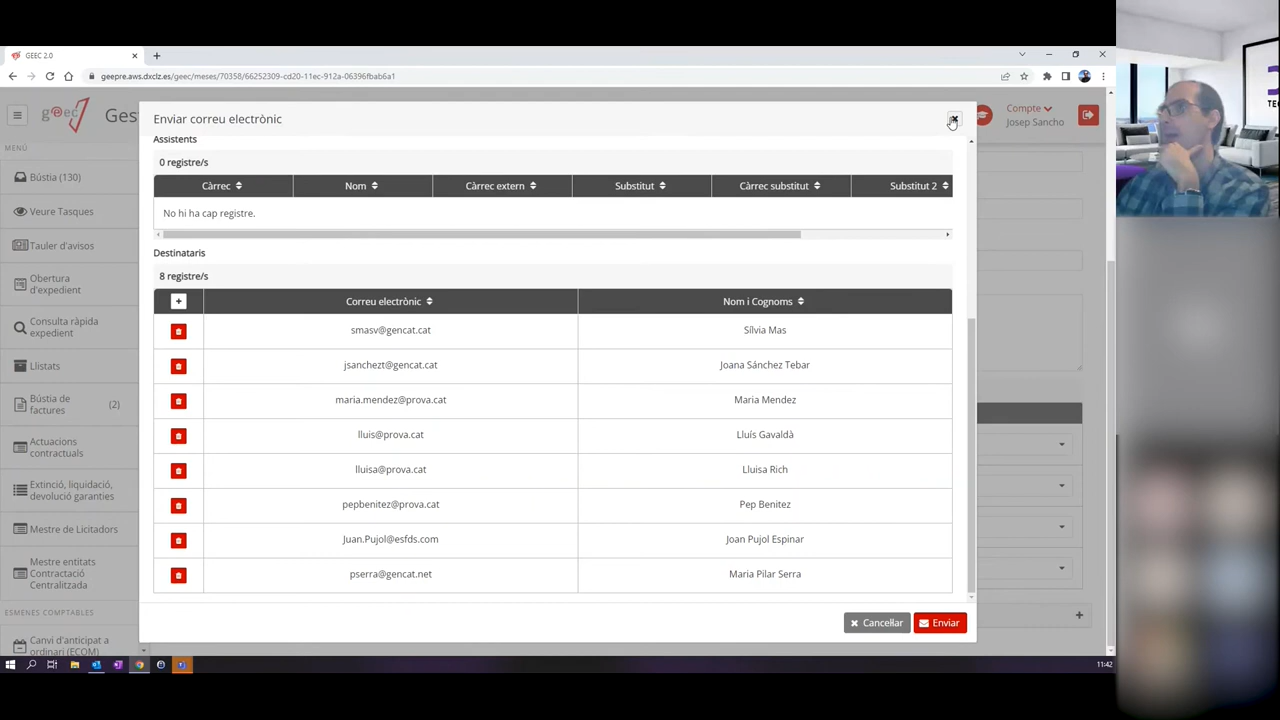 GEEC 2.0
geepre.aws.dxclz.es/geec/meses/70358/66252309-cd20-11ec-912a-06396fbab6a1
geec
Ges
Compte
Josep Sancho
MENÚ
Bústia (130)
Veure Tasques
Tauler d'avisos
Obertura
d'expedient
Consulta ràpida
expedient
Llistats
Bústia de
factures
(2)
Actuacions
contractuals
Extinció, liquidació,
devolució garanties
Mestre de Licitadors
Mestre entitats
Contractació
Centralitzada
ESMENES COMPTABLES
Canvi d'anticipat a
ordinari (ECOM)
Enviar correu electrònic
Assistents
0 registre/s
Càrrec Nom Càrrec extern Substitut Càrrec substitut Substitut 2
No hi ha cap registre.
Destinataris
8 registre/s
+ Correu electrònic Nom i Cognoms
smasv@gencat.cat Sílvia Mas
jsanchezt@gencat.cat Joana Sánchez Tebar
maria.mendez@prova.cat Maria Mendez
lluis@prova.cat Lluís Gavaldà
lluisa@prova.cat Lluisa Rich
pepbenitez@prova.cat Pep Benitez
Juan.Pujol@esfds.com Joan Pujol Espinar
pserra@gencat.net Maria Pilar Serra
Cancel·lar Enviar
11:42